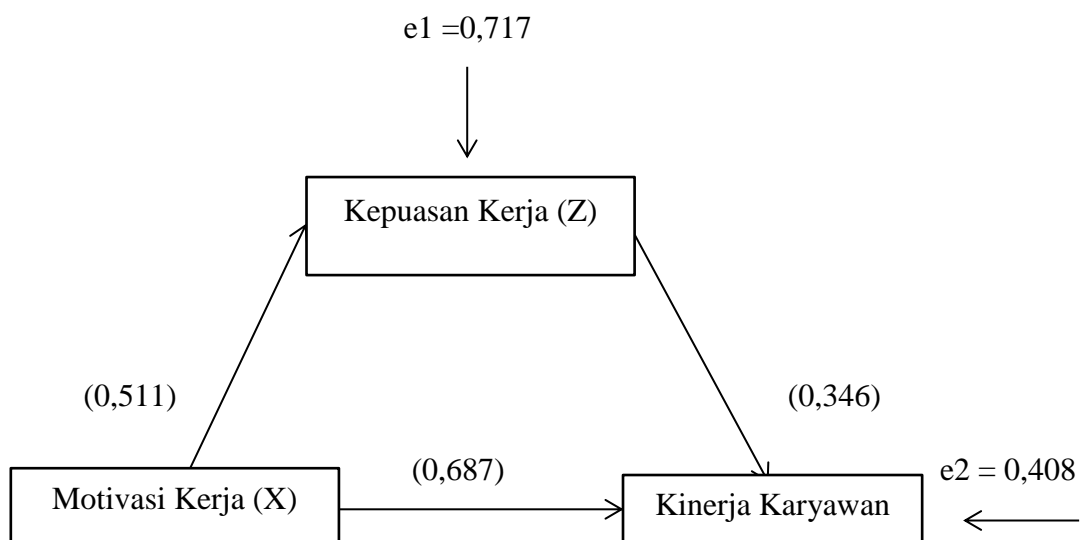 e1 =0,717
Kepuasan Kerja (Z)
(0,511)
(0,346)
(0,687)
e2 = 0,408
Motivasi Kerja (X)
Kinerja Karyawan